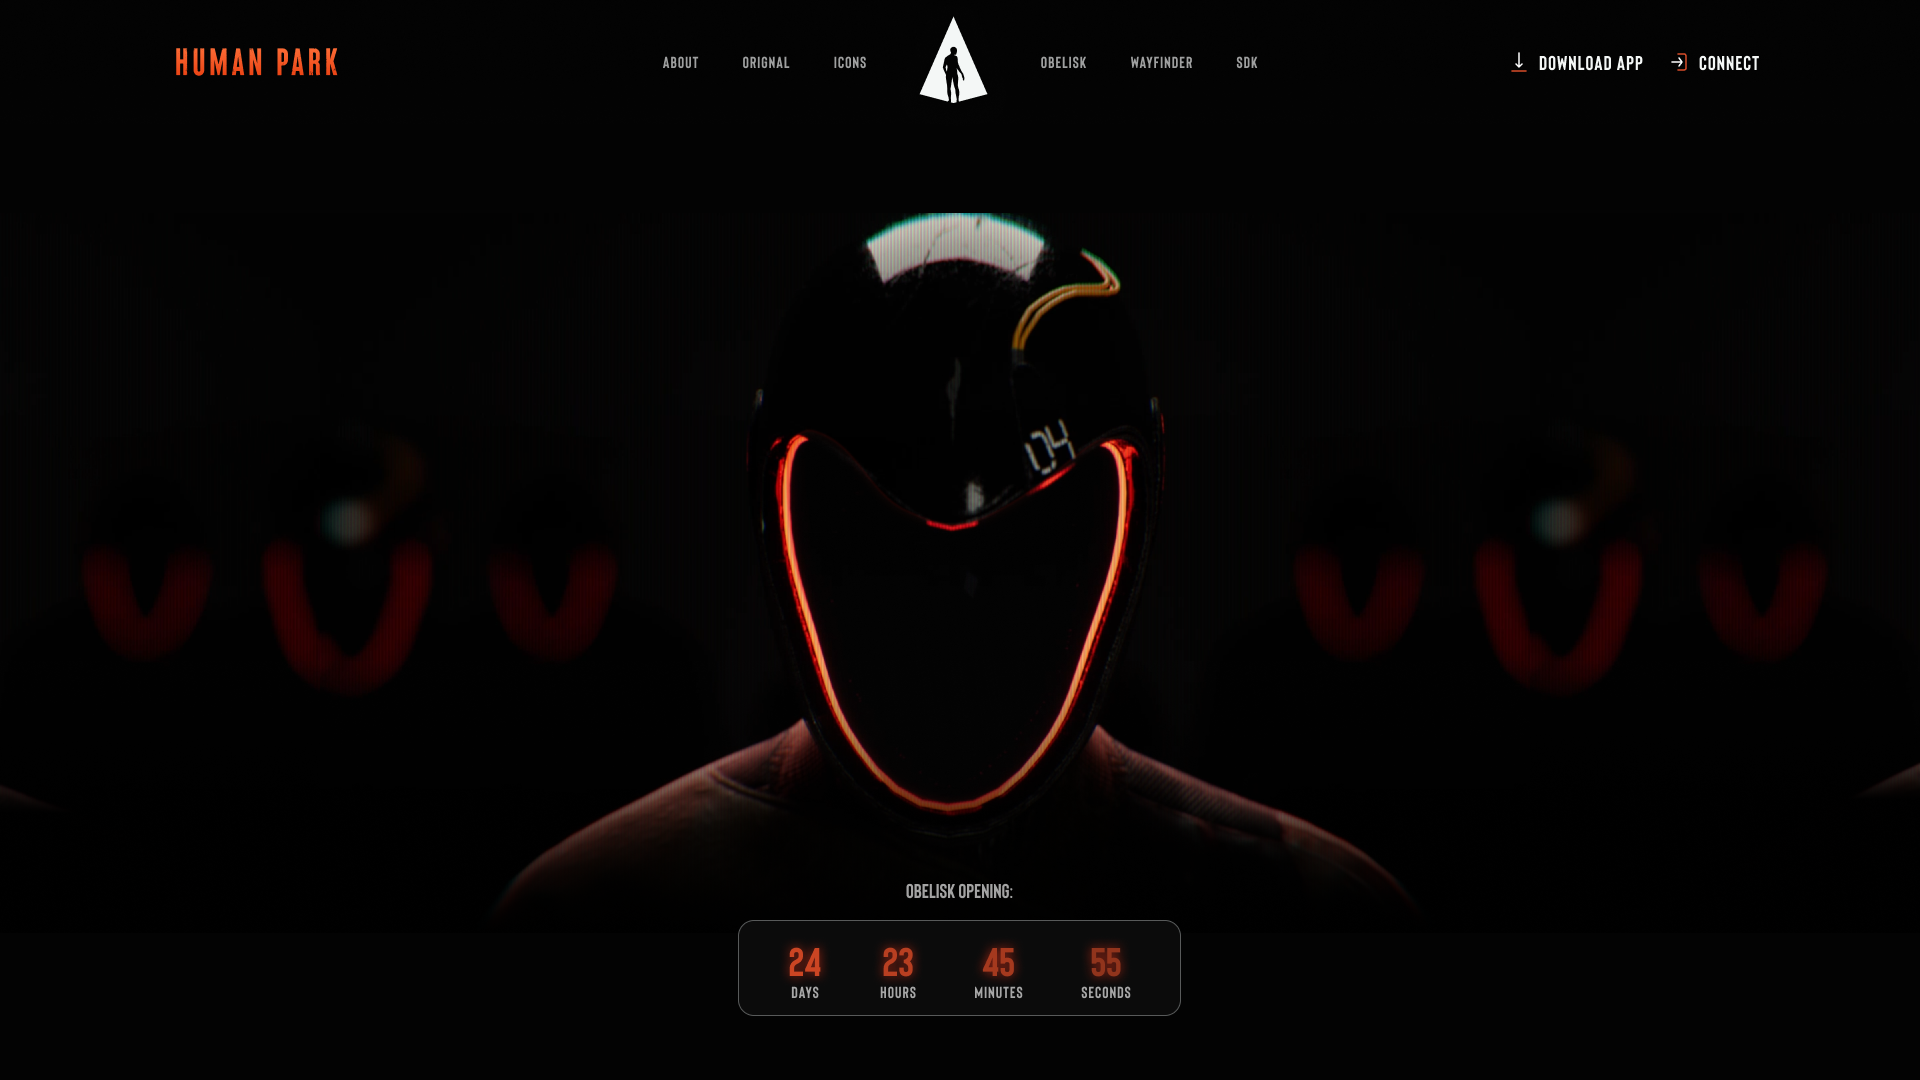 HUMAN PARK
ABOUT
ORIGNAL
ICONS
OBELISK
WAYFINDER
SDK
DOWNLOAD APP
CONNECT
04
OBELISK OPENING:
24 23 45 55
DAYS HOURS MINUTES SECONDS